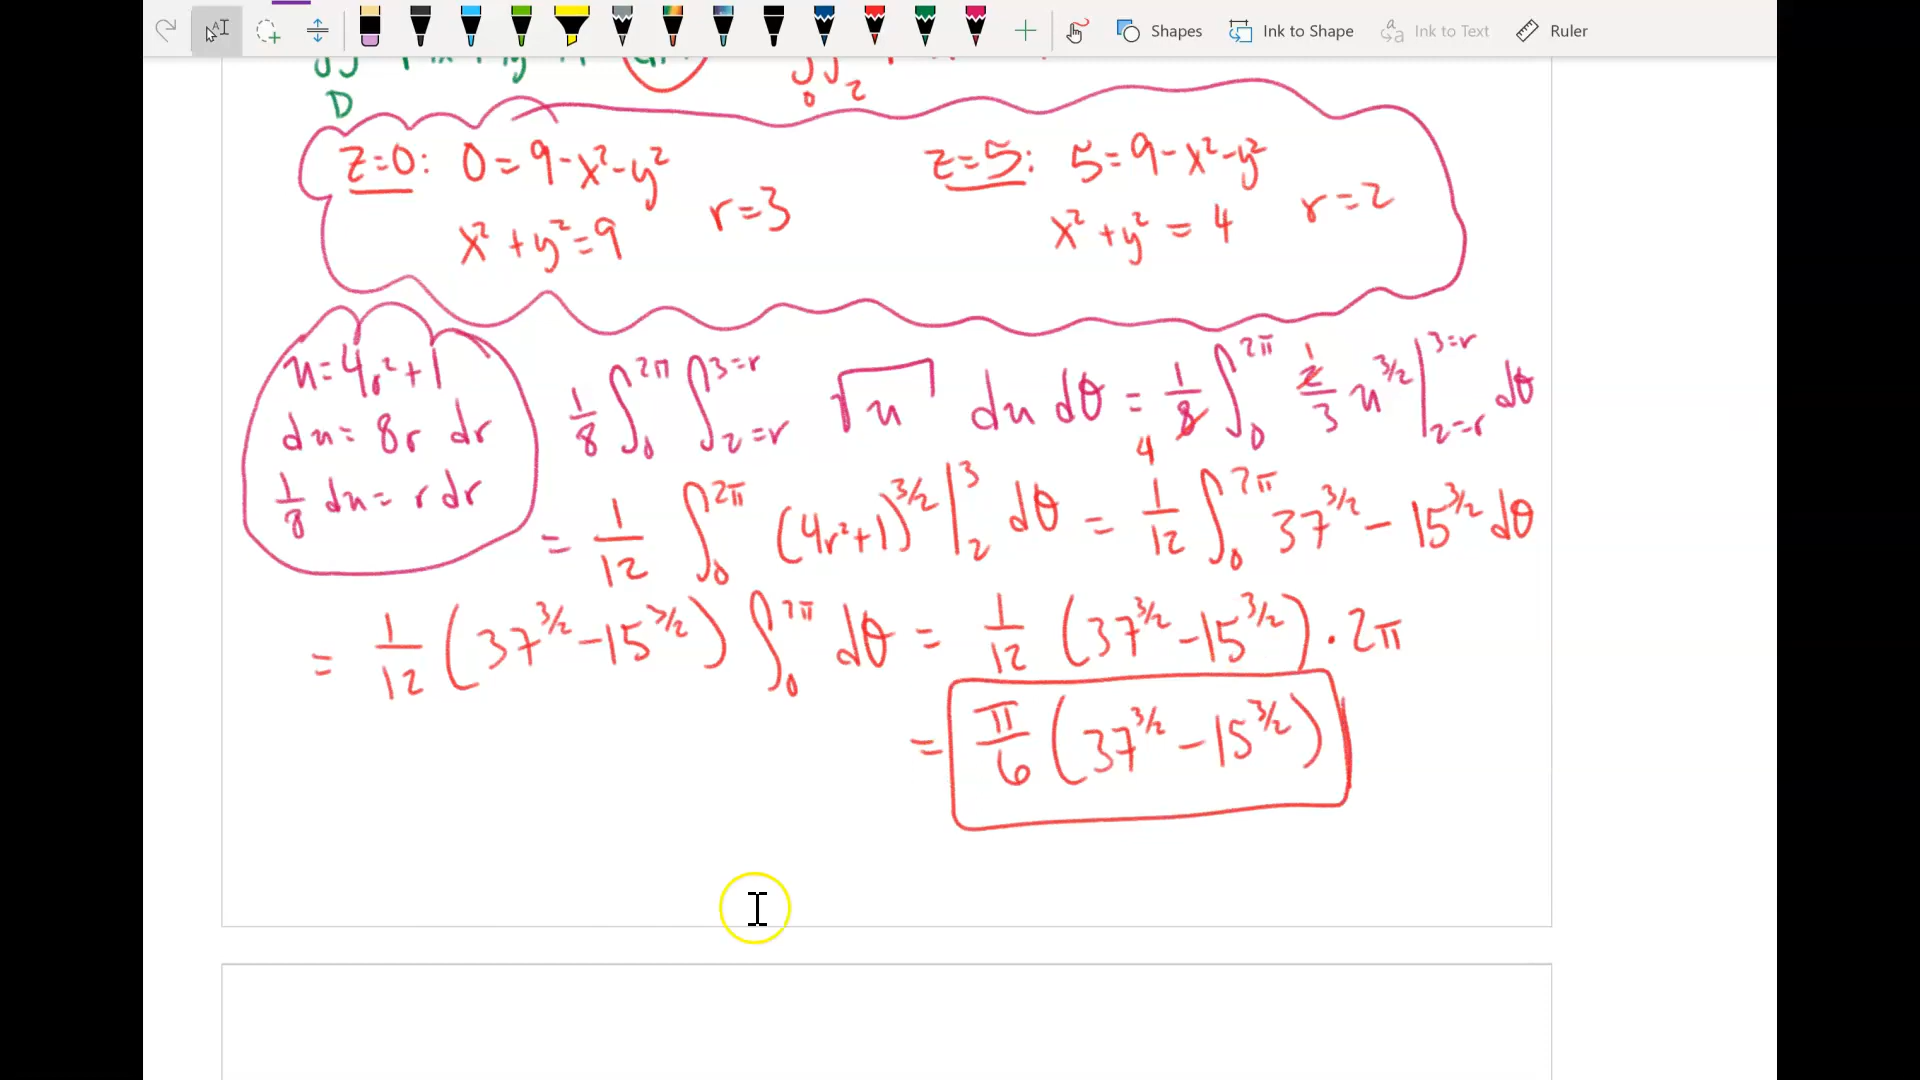 Shapes Ink to Shape Ink to Text Ruler
D 0 2
z=0: 0=9-x²-y² z=5: 5=9-x²-y²
x²+y²=9 r=3 x²+y²=4 r=2
u=4r²+1
du=8r dr
1/8 du=r dr
1/8 ∫₀^2π ∫_{2=r}^{3=r} √u du dθ = 1/8 4 ∫₀^2π 2/3 1 u^3/2 |_{2=r}^{3=r} dθ
= 1/12 ∫₀^2π (4r²+1)^3/2 |₂³ dθ = 1/12 ∫₀^2π 37^3/2 - 15^3/2 dθ
= 1/12 (37^3/2 - 15^3/2) ∫₀^2π dθ = 1/12 (37^3/2 - 15^3/2) · 2π
= π/6 (37^3/2 - 15^3/2)